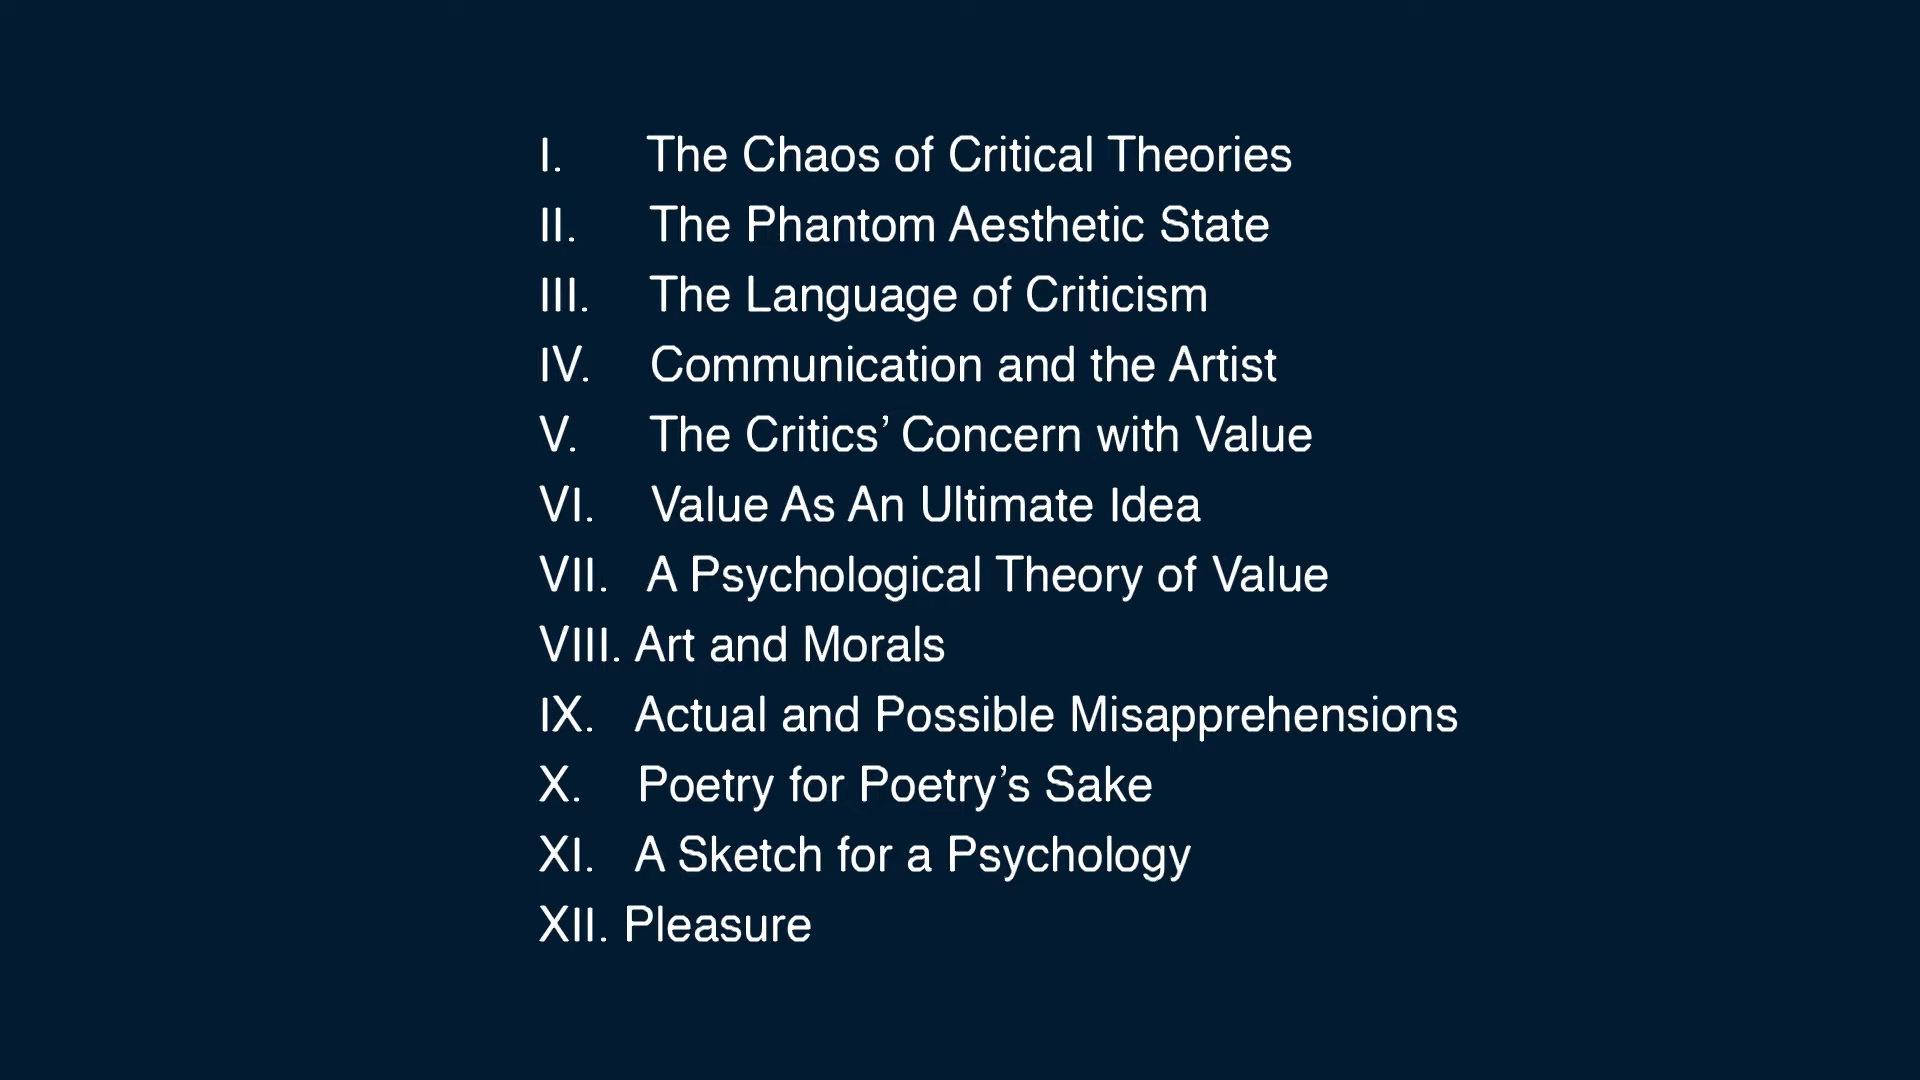 I. The Chaos of Critical Theories
II. The Phantom Aesthetic State
III. The Language of Criticism
IV. Communication and the Artist
V. The Critics’ Concern with Value
VI. Value As An Ultimate Idea
VII. A Psychological Theory of Value
VIII. Art and Morals
IX. Actual and Possible Misapprehensions
X. Poetry for Poetry’s Sake
XI. A Sketch for a Psychology
XII. Pleasure